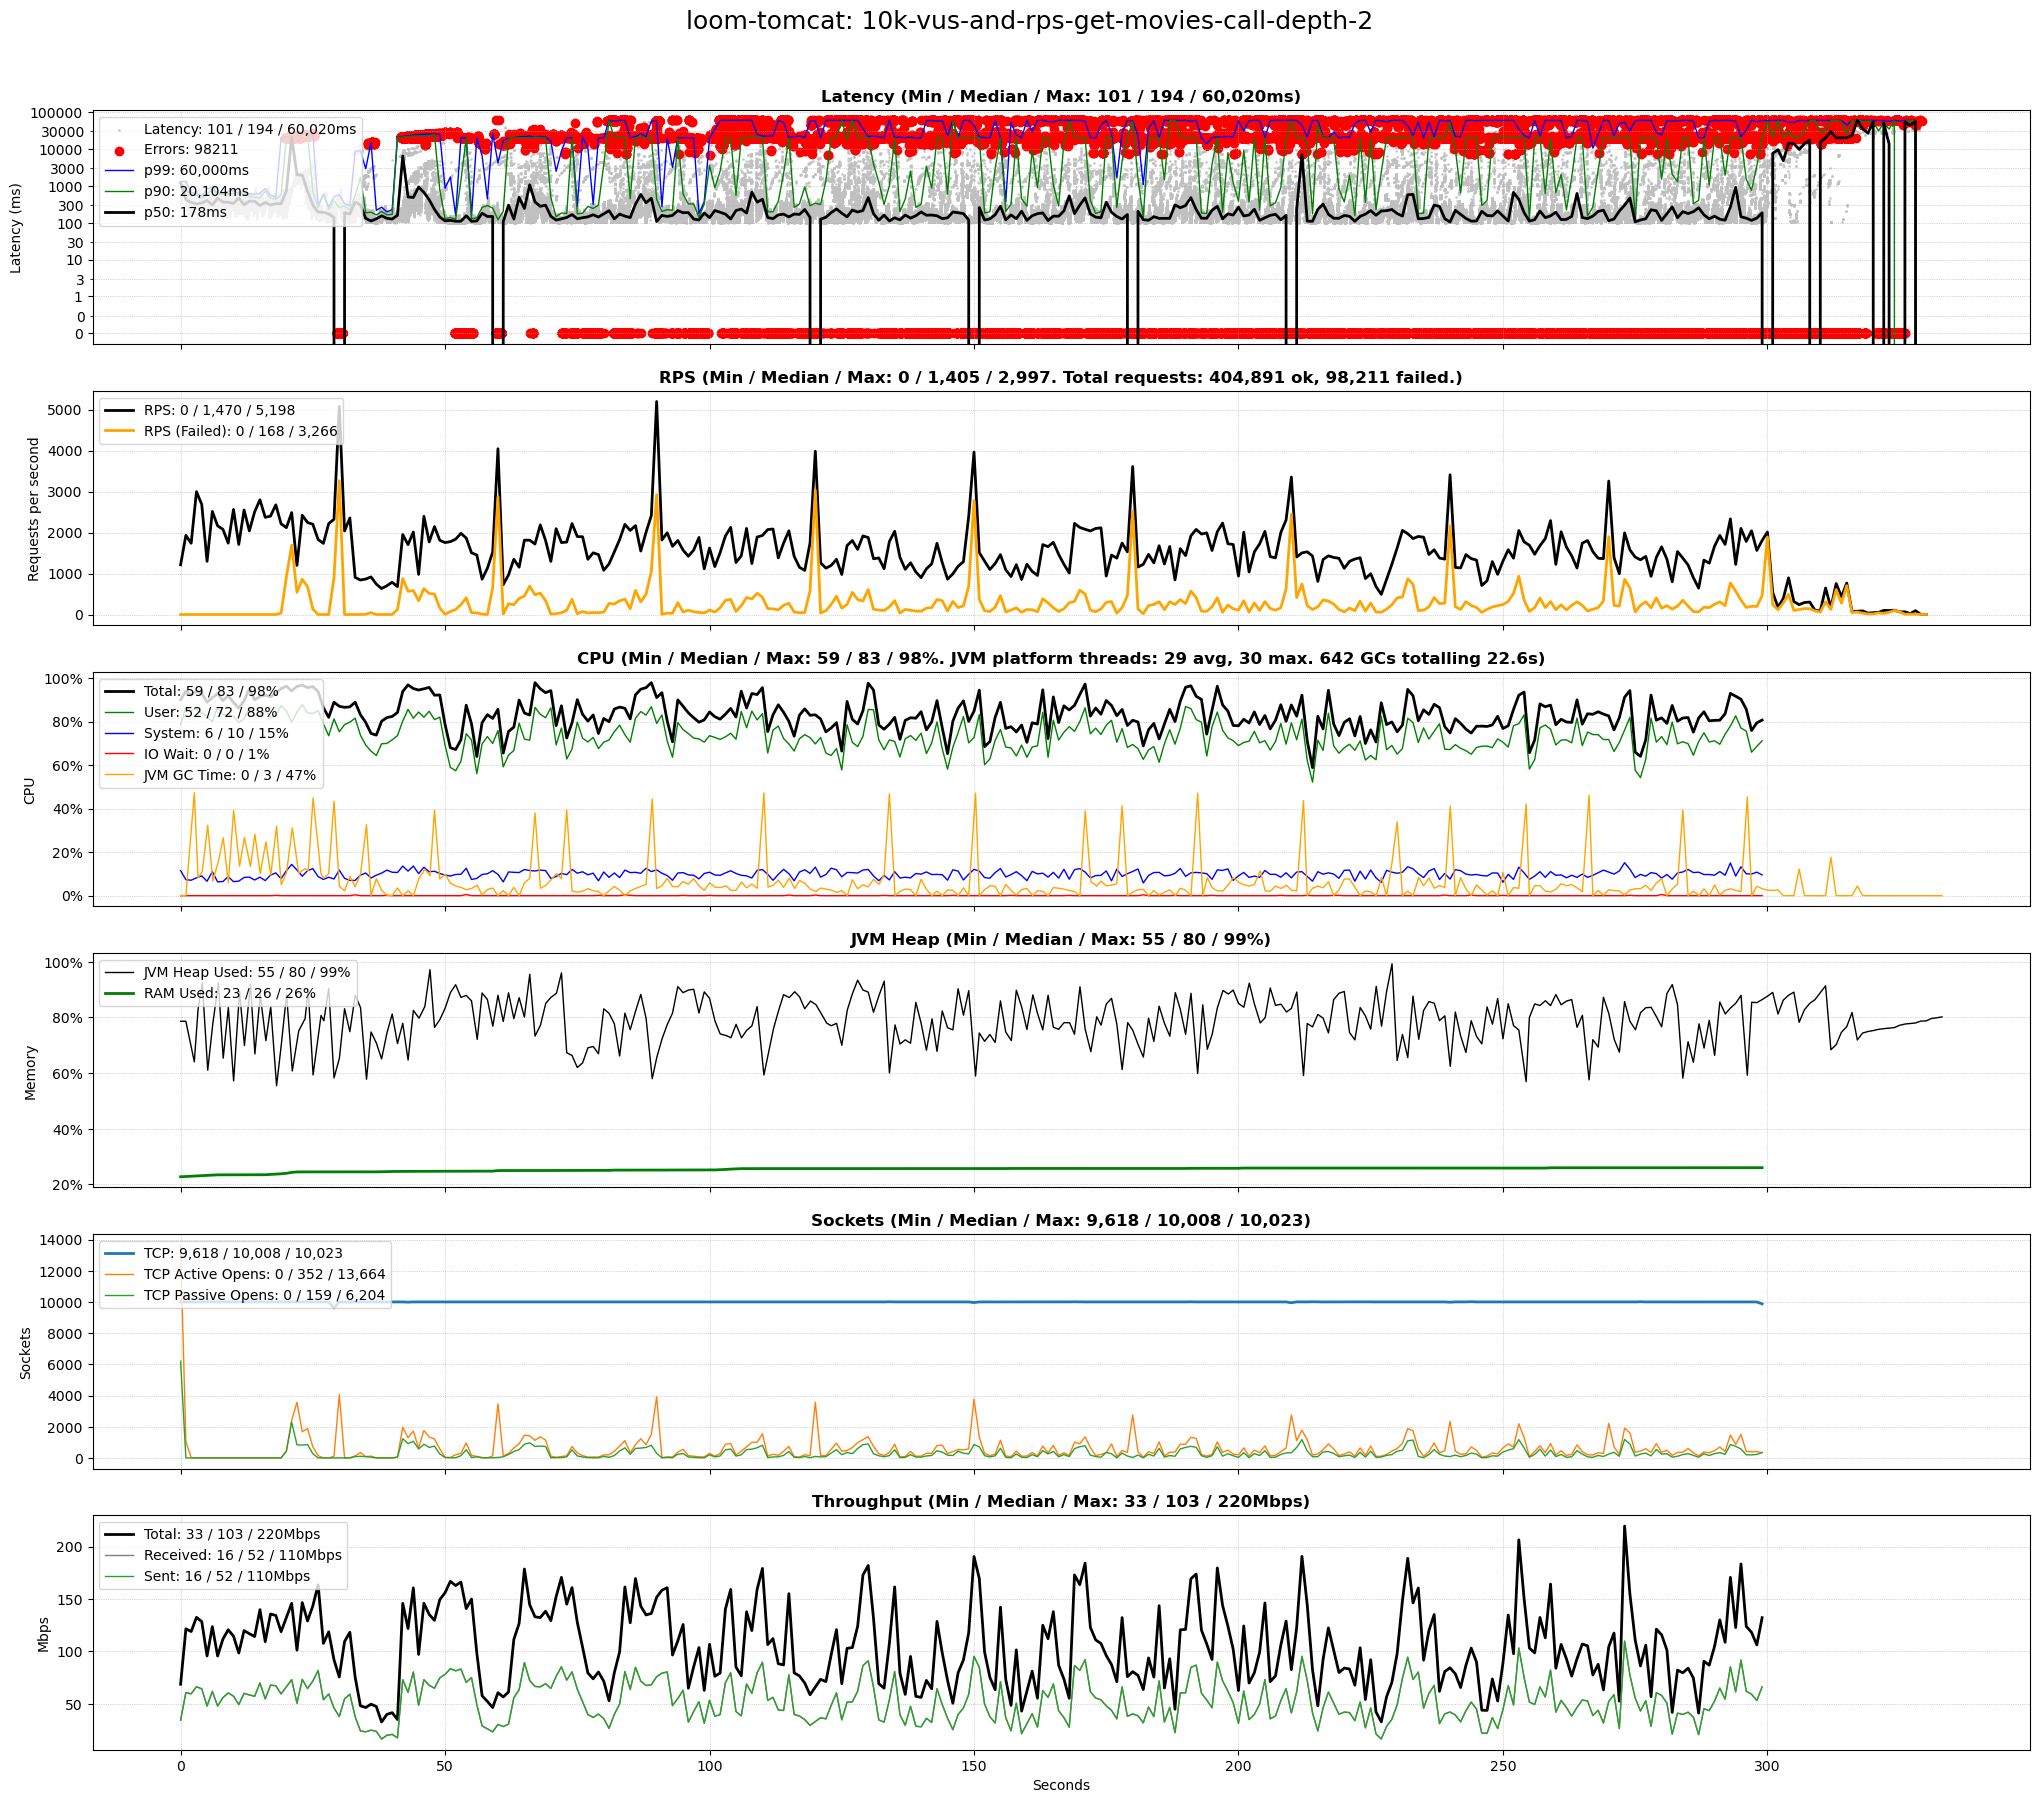 loom-tomcat: 10k-vus-and-rps-get-movies-call-depth-2
Latency (Min / Median / Max: 101 / 194 / 60,020ms)
Latency (ms)
100000
30000
10000
3000
1000
300
100
30
10
3
1
0
0
Latency: 101 / 194 / 60,020ms
Errors: 98211
p99: 60,000ms
p90: 20,104ms
p50: 178ms
RPS (Min / Median / Max: 0 / 1,405 / 2,997. Total requests: 404,891 ok, 98,211 failed.)
Requests per second
5000
4000
3000
2000
1000
0
RPS: 0 / 1,470 / 5,198
RPS (Failed): 0 / 168 / 3,266
CPU (Min / Median / Max: 59 / 83 / 98%. JVM platform threads: 29 avg, 30 max. 642 GCs totalling 22.6s)
CPU
100%
80%
60%
40%
20%
0%
Total: 59 / 83 / 98%
User: 52 / 72 / 88%
System: 6 / 10 / 15%
IO Wait: 0 / 0 / 1%
JVM GC Time: 0 / 3 / 47%
JVM Heap (Min / Median / Max: 55 / 80 / 99%)
Memory
100%
80%
60%
40%
20%
JVM Heap Used: 55 / 80 / 99%
RAM Used: 23 / 26 / 26%
Sockets (Min / Median / Max: 9,618 / 10,008 / 10,023)
Sockets
14000
12000
10000
8000
6000
4000
2000
0
TCP: 9,618 / 10,008 / 10,023
TCP Active Opens: 0 / 352 / 13,664
TCP Passive Opens: 0 / 159 / 6,204
Throughput (Min / Median / Max: 33 / 103 / 220Mbps)
Mbps
200
150
100
50
Total: 33 / 103 / 220Mbps
Received: 16 / 52 / 110Mbps
Sent: 16 / 52 / 110Mbps
0 50 100 150 200 250 300
Seconds